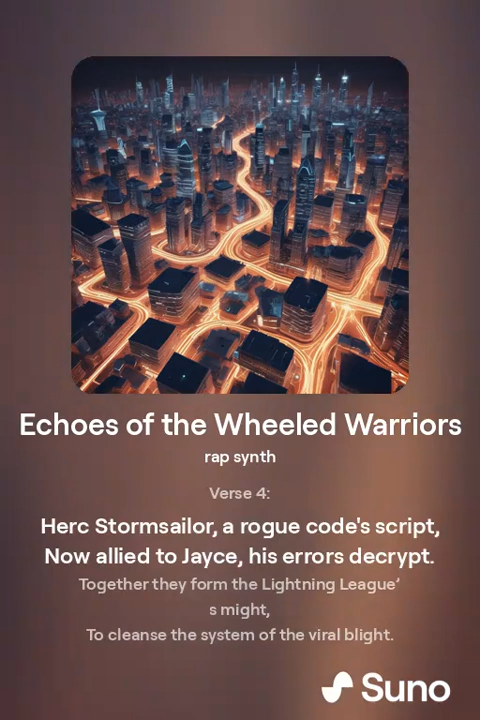 Echoes of the Wheeled Warriors
rap synth
Verse 4:
Herc Stormsailor, a rogue code's script,
Now allied to Jayce, his errors decrypt.
Together they form the Lightning League‘
s might,
To cleanse the system of the viral blight.
Suno